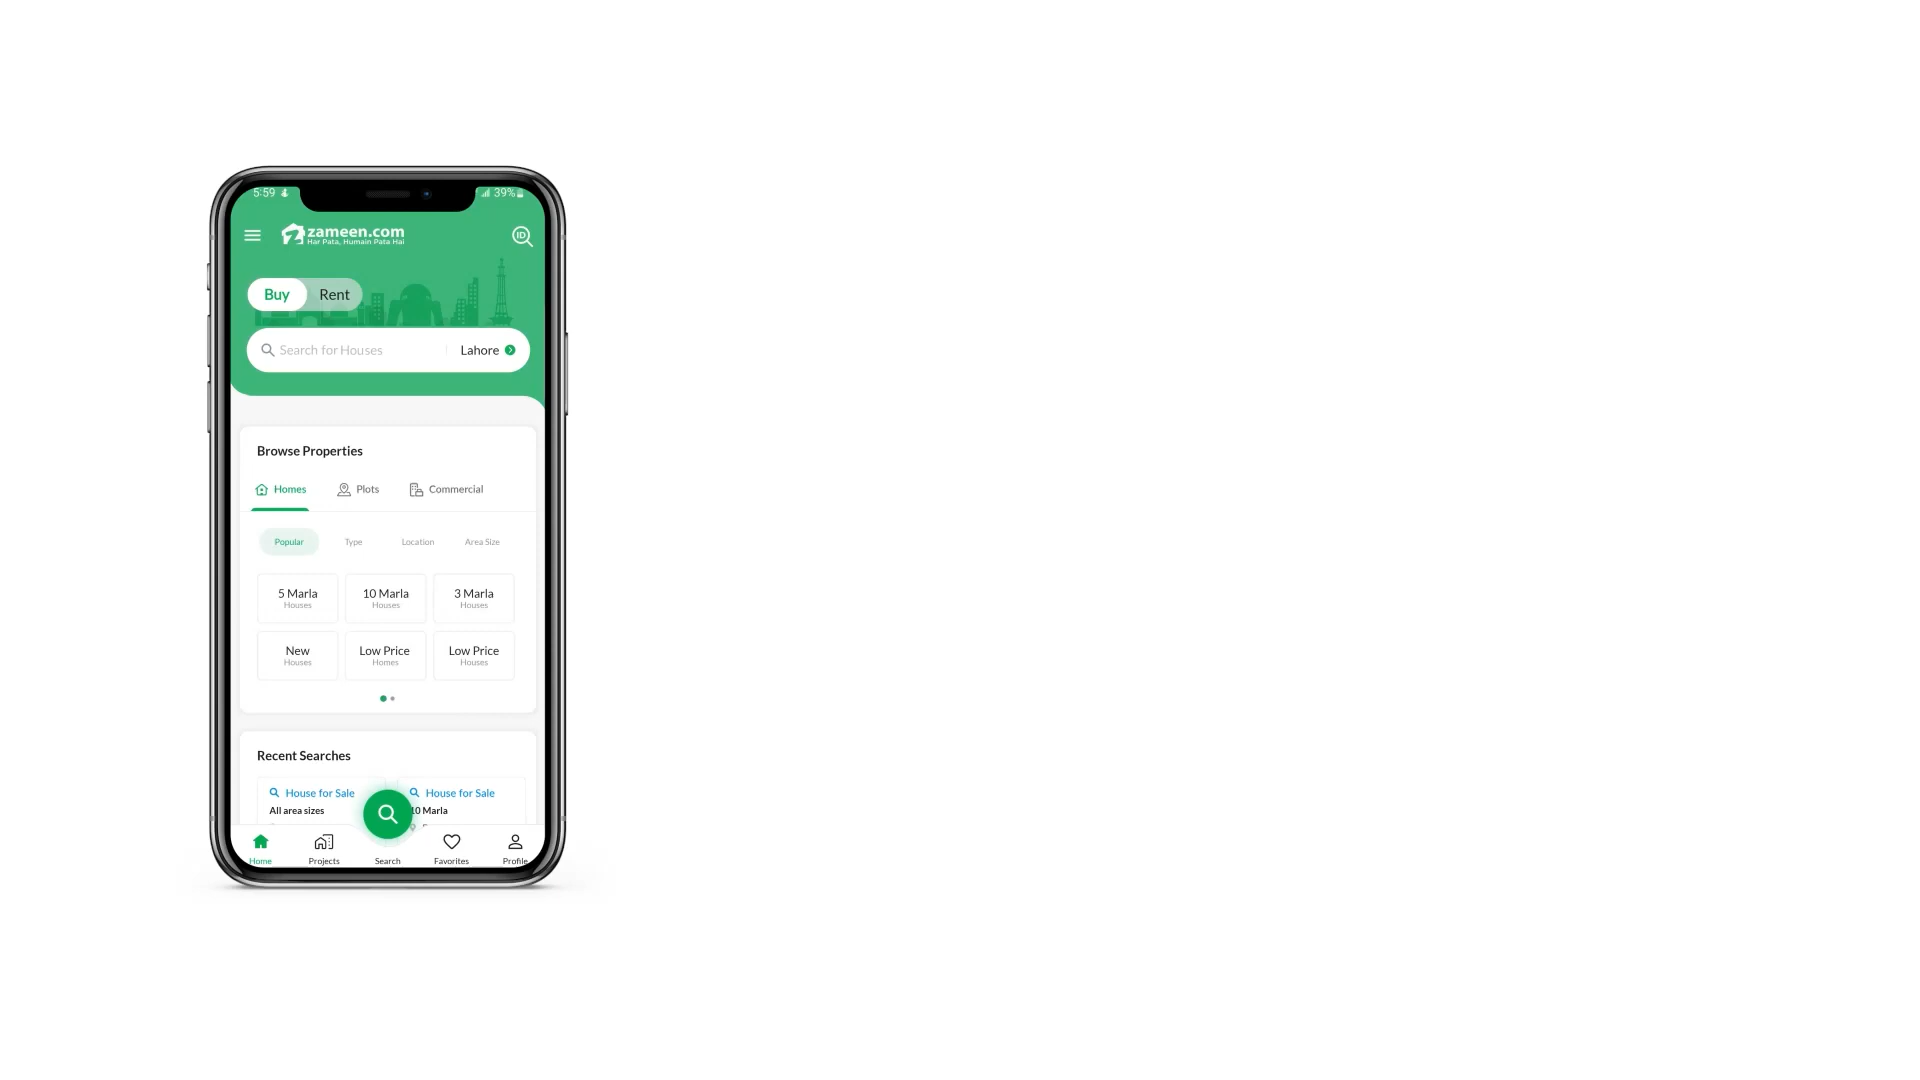 5:59 39%
zameen.com
Har Pata, Humain Pata Hai
ID
Buy Rent
Search for Houses Lahore
Browse Properties
Homes Plots Commercial
Popular Type Location Area Size
5 Marla 10 Marla 3 Marla
Houses Houses Houses
New Low Price Low Price
Houses Homes Houses
Recent Searches
House for Sale House for Sale
All area sizes 10 Marla
Home Projects Search Favorites Profile